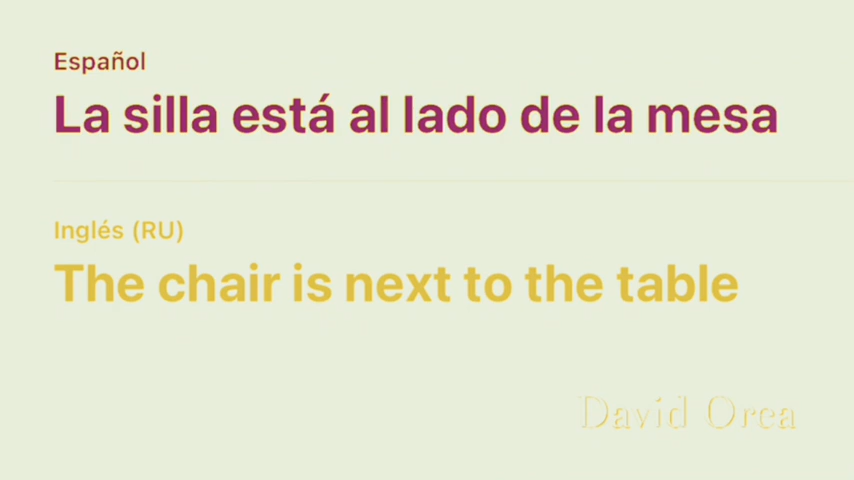 Español
La silla está al lado de la mesa
Inglés (RU)
The chair is next to the table
David Orca